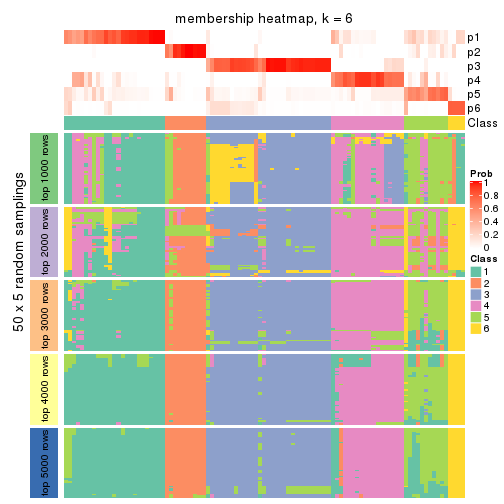 membership heatmap, k = 6
p1
p2
p3
p4
p5
p6
Class
50 x 5 random samplings
top 1000 rows
top 2000 rows
top 3000 rows
top 4000 rows
top 5000 rows
Prob
1
0.8
0.6
0.4
0.2
0
Class
1
2
3
4
5
6